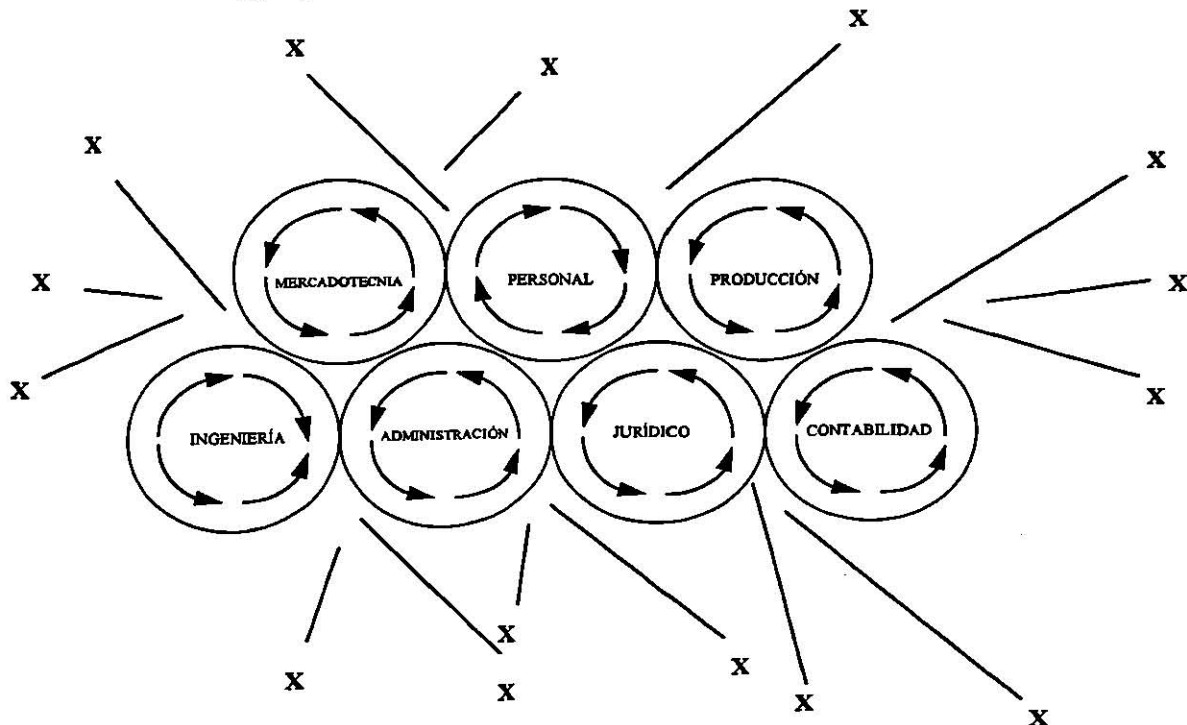 X
X
X
X
X
X
X
X
X
MERCADOTECNIA
PERSONAL
PRODUCCIÓN
INGENIERÍA
ADMINISTRACIÓN
JURÍDICO
CONTABILIDAD
X
X
X
X
X
X